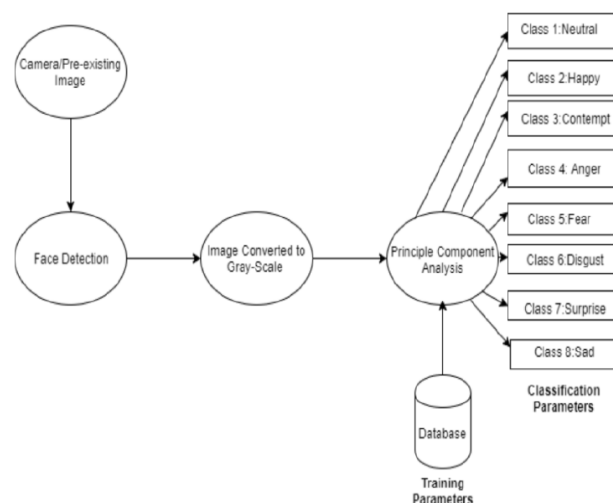 Camera/Pre-existing
Image
Face Detection
Image Converted to
Gray-Scale
Principle Component
Analysis
Class 1:Neutral
Class 2:Happy
Class 3:Contempt
Class 4: Anger
Class 5:Fear
Class 6:Disgust
Class 7:Surprise
Class 8:Sad
Classification
Parameters
Database
Training
Parameters